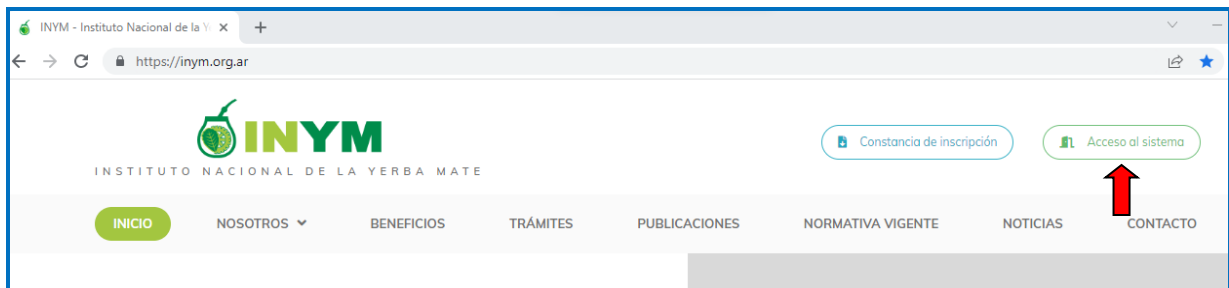 INYM - Instituto Nacional de la Y
https://inym.org.ar
INYM
INSTITUTO NACIONAL DE LA YERBA MATE
Constancia de inscripción
Acceso al sistema
INICIO NOSOTROS BENEFICIOS TRÁMITES PUBLICACIONES NORMATIVA VIGENTE NOTICIAS CONTACTO